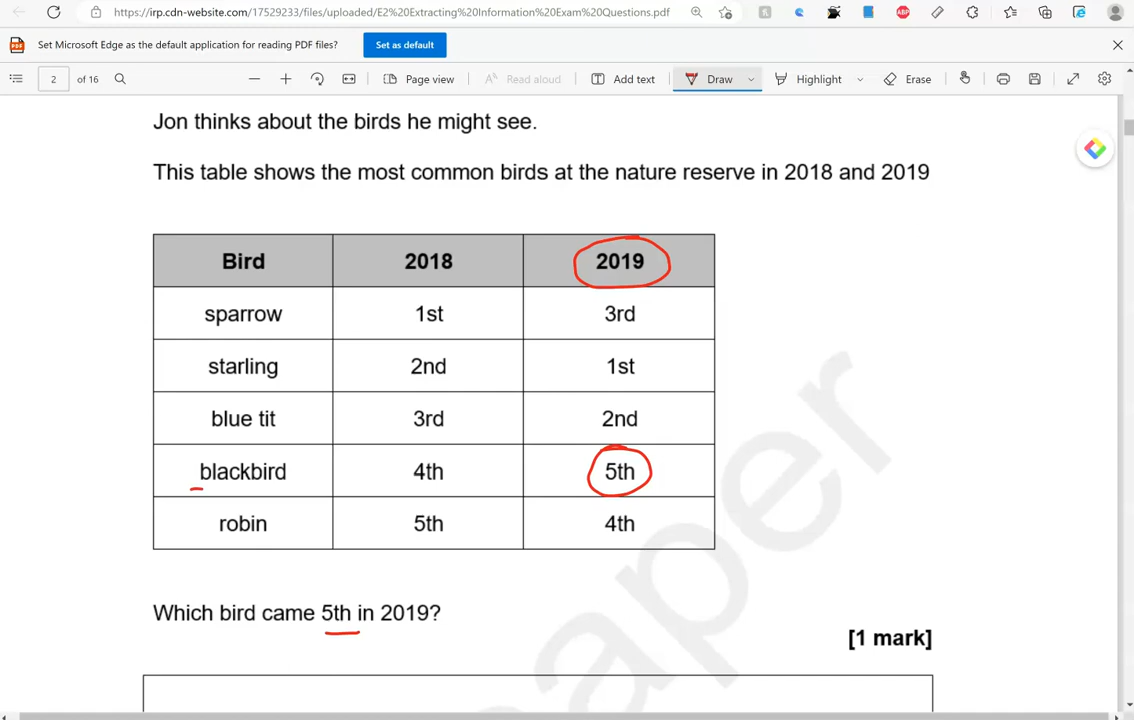 https://irp.cdn-website.com/17529233/files/uploaded/E2%20Extracting%20Information%20Exam%20Questions.pdf
Set Microsoft Edge as the default application for reading PDF files? Set as default
2 of 16 Page view Read aloud Add text Draw Highlight Erase
Jon thinks about the birds he might see.
This table shows the most common birds at the nature reserve in 2018 and 2019
Bird 2018 2019
sparrow 1st 3rd
starling 2nd 1st
blue tit 3rd 2nd
blackbird 4th 5th
robin 5th 4th
Which bird came 5th in 2019?
[1 mark]
aper